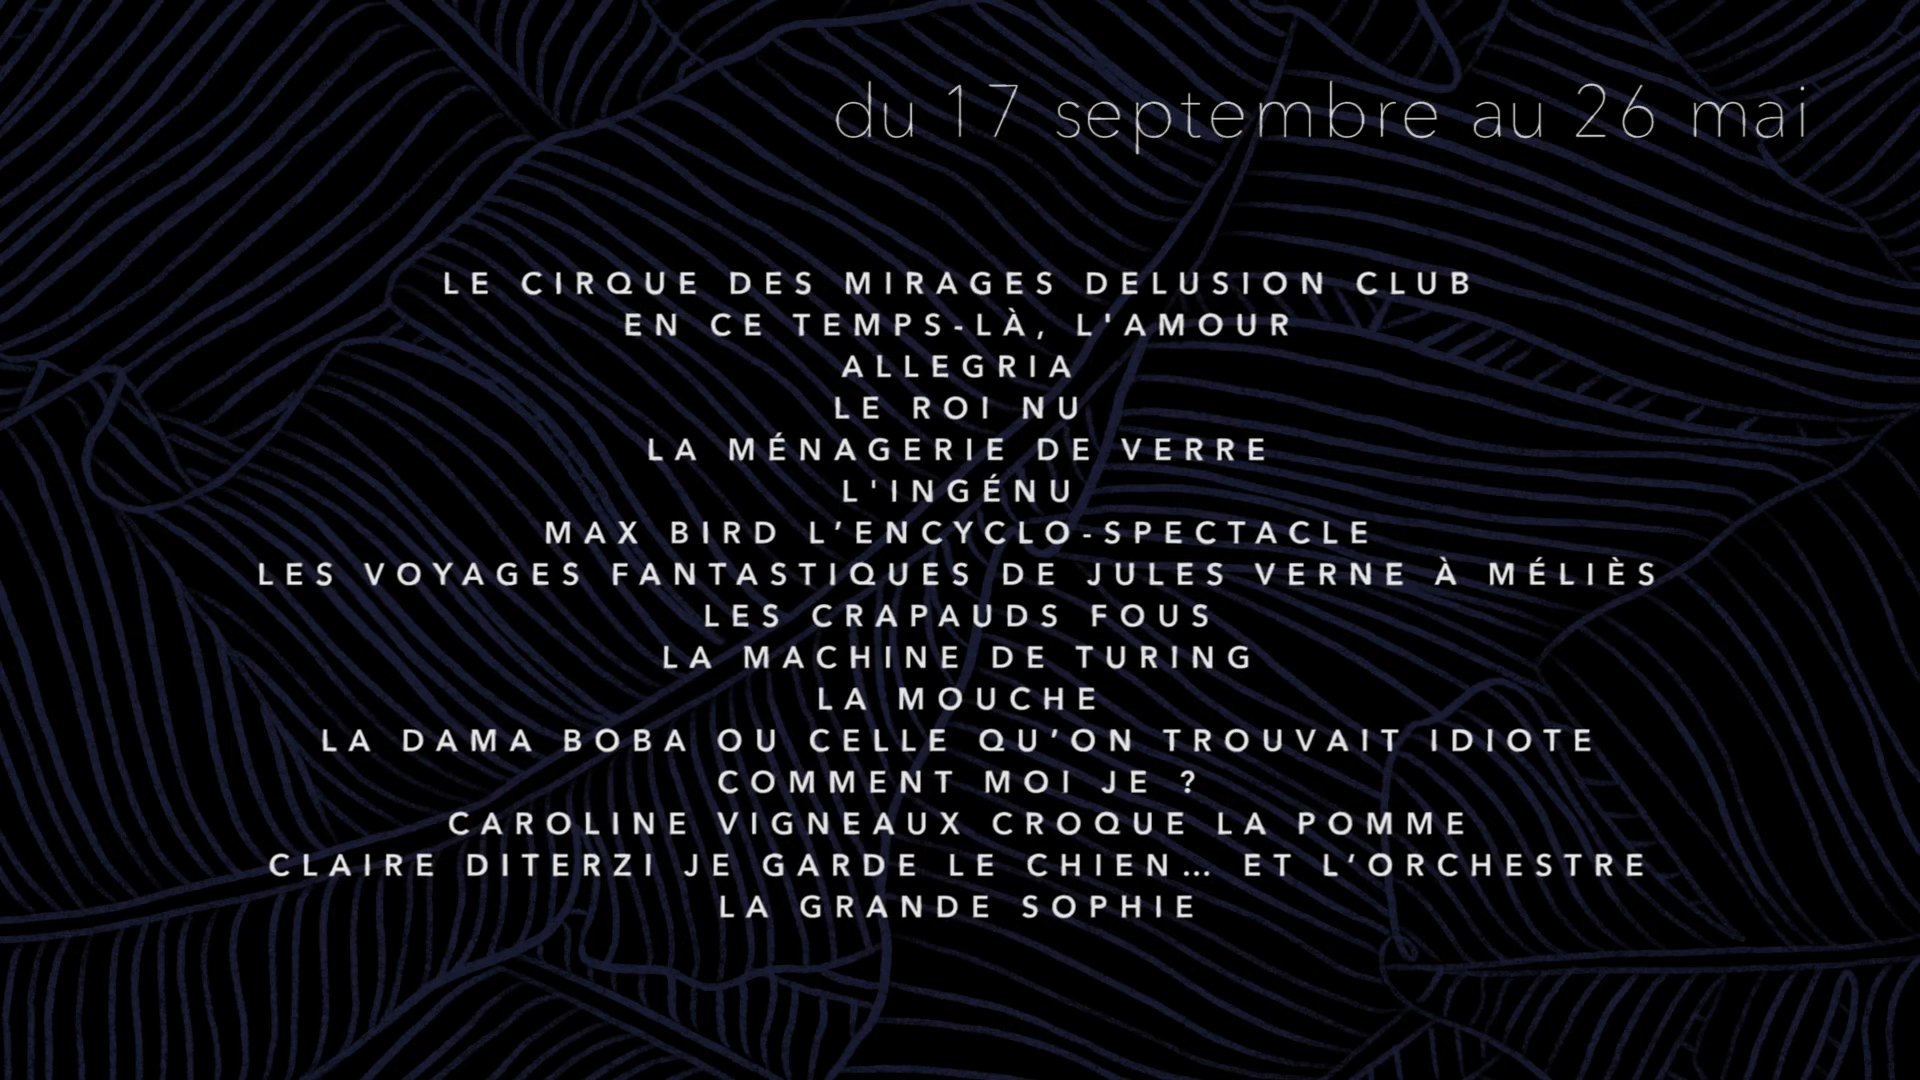 du 17 septembre au 26 mai
LE CIRQUE DES MIRAGES DELUSION CLUB
EN CE TEMPS-LÀ, L'AMOUR
ALLEGRIA
LE ROI NU
LA MÉNAGERIE DE VERRE
L'INGÉNU
MAX BIRD L’ENCYCLO-SPECTACLE
LES VOYAGES FANTASTIQUES DE JULES VERNE À MÉLIÈS
LES CRAPAUDS FOUS
LA MACHINE DE TURING
LA MOUCHE
LA DAMA BOBA OU CELLE QU’ON TROUVAIT IDIOTE
COMMENT MOI JE ?
CAROLINE VIGNEAUX CROQUE LA POMME
CLAIRE DITERZI JE GARDE LE CHIEN… ET L‘ORCHESTRE
LA GRANDE SOPHIE